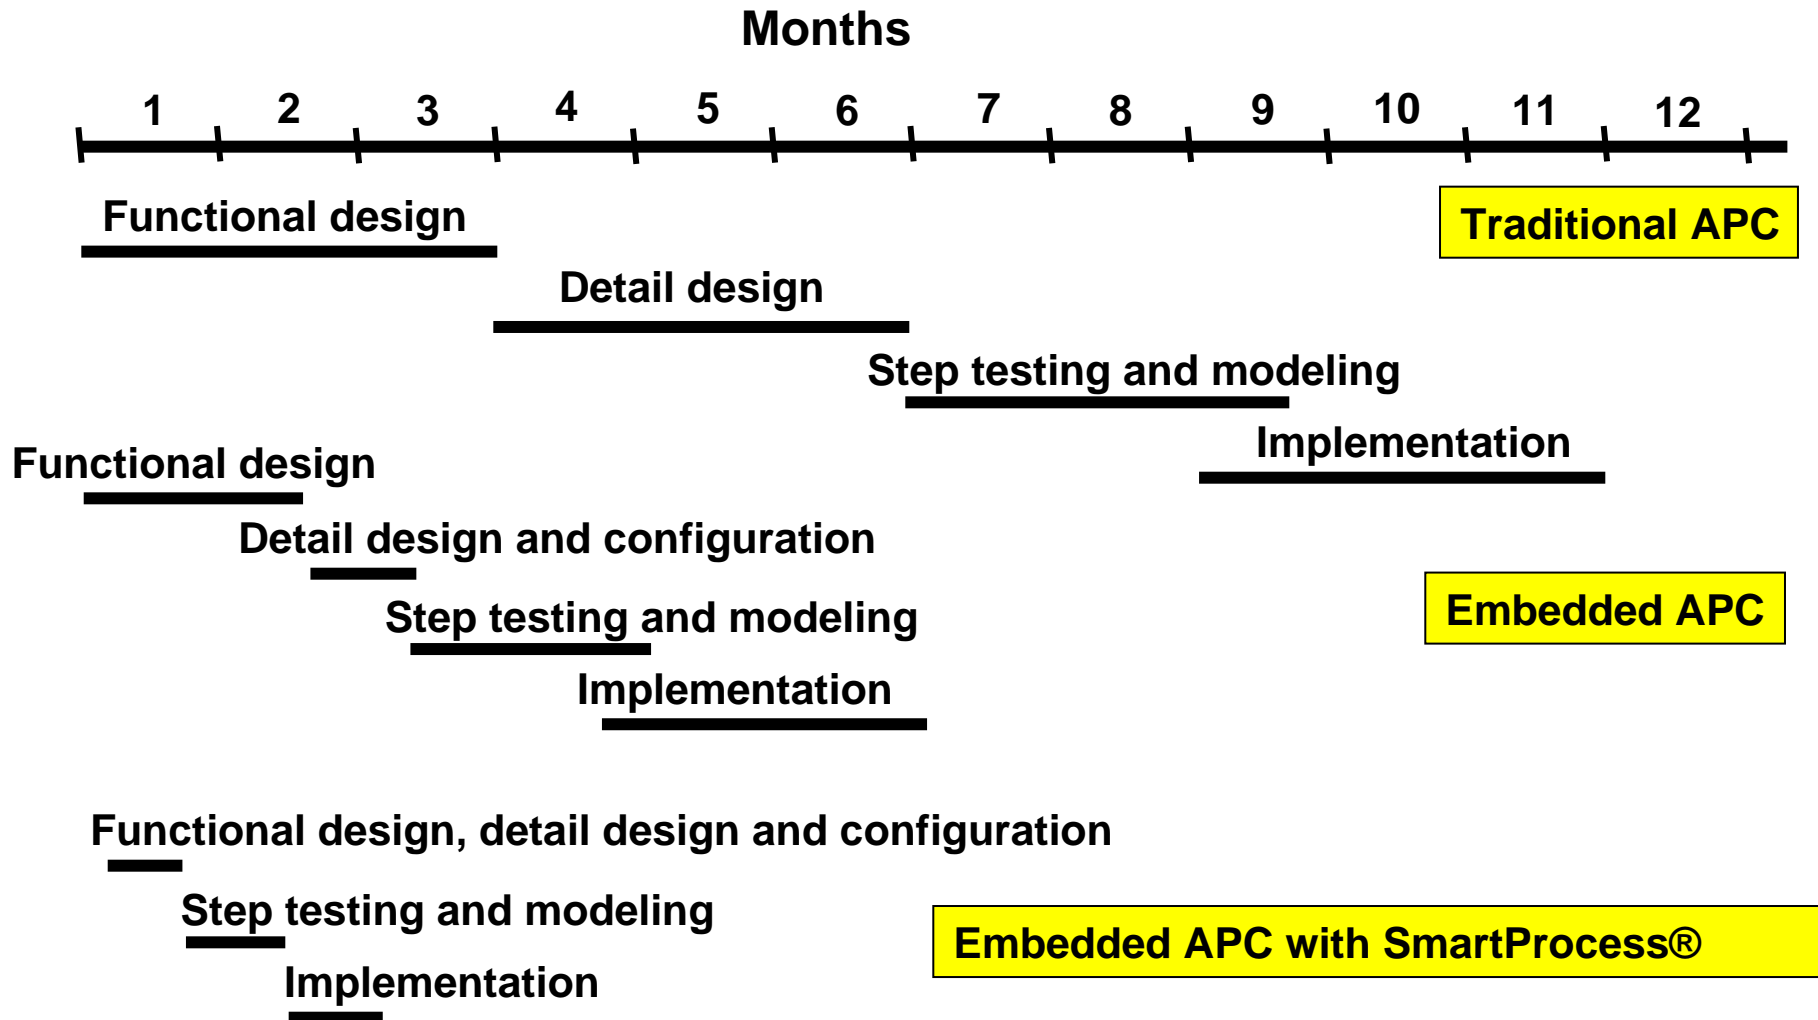 Months
1 2 3 4 5 6 7 8 9 10 11 12
Functional design
Traditional APC
Detail design
Step testing and modeling
Implementation
Functional design
Detail design and configuration
Embedded APC
Step testing and modeling
Implementation
Functional design, detail design and configuration
Step testing and modeling
Embedded APC with SmartProcess®
Implementation